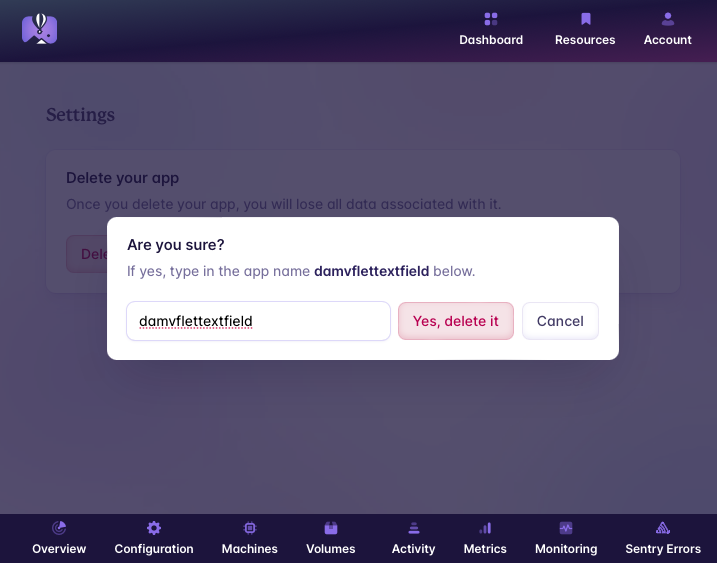 Dashboard Resources Account
Settings
Delete your app
Once you delete your app, you will lose all data associated with it.
Dele
Are you sure?
If yes, type in the app name damvflettextfield below.
damvflettextfield Yes, delete it Cancel
Overview Configuration Machines Volumes Activity Metrics Monitoring Sentry Errors